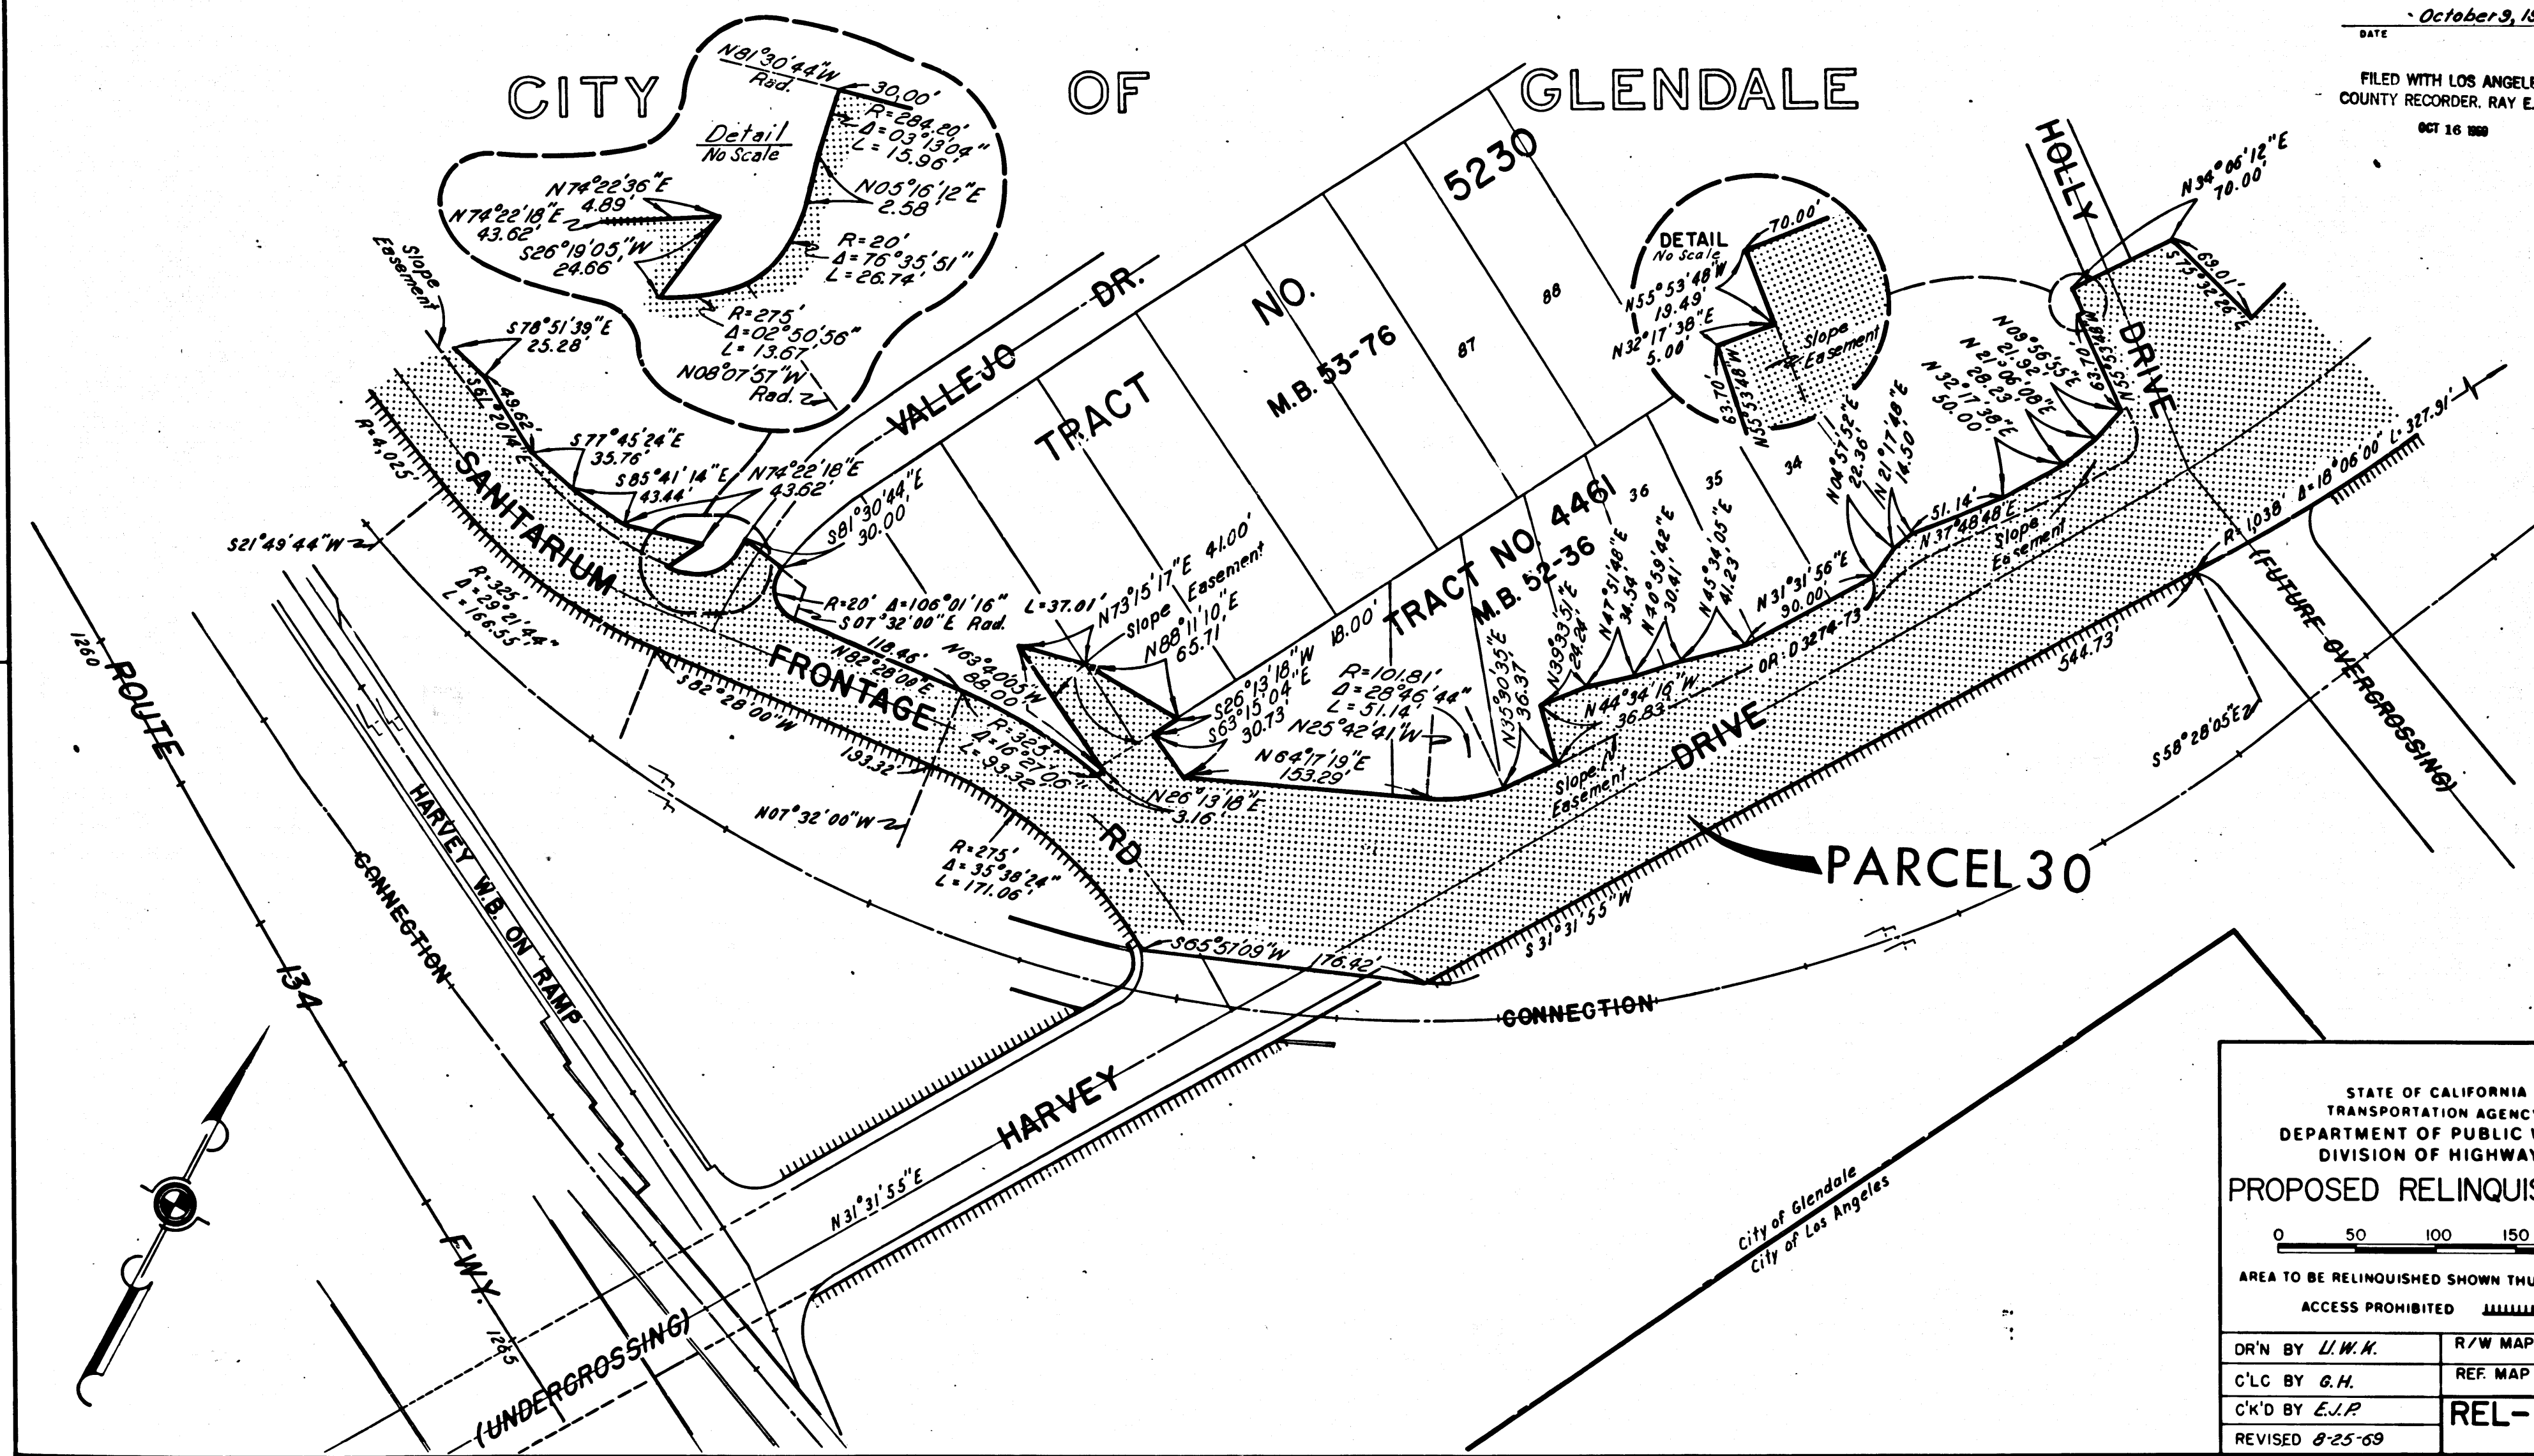 October 9, 19
DATE
FILED WITH LOS ANGELE
COUNTY RECORDER, RAY E.
OCT 16 1969
CITY OF GLENDALE
N81°30'44"W
Rad.
30.00'
R=284.20'
Δ=03°13'04"
L=15.96'
Detail
No Scale
N74°22'36"E
4.89'
N05°16'12"E
2.58'
N74°22'18"E
43.62'
S26°19'05"W
24.66'
R=20'
Δ=76°35'51"
L=26.74'
R=275'
Δ=02°50'56"
L=13.67'
N08°07'57"W
Rad.
Slope
Easement
S78°51'39"E
25.28'
49.62'
S61°20'14"E
S77°45'24"E
35.76'
S85°41'14"E
43.44'
N74°22'18"E
43.62'
R=4,025'
SANITARIUM
S21°49'44"W
R=325'
Δ=29°21'44"
L=166.55'
VALLEJO DR.
S81°30'44"E
30.00'
R=20' Δ=106°01'16" L=37.01'
S07°32'00"E Rad.
118.46'
N82°28'00"E
FRONTAGE RD.
S82°28'00"W
193.32'
N63°40'05"W
88.00'
R=325'
Δ=16°27'06"
L=93.32'
N07°32'00"W
R=275'
Δ=35°38'24"
L=171.06'
TRACT NO. 5230
M.B. 53-76
87
88
N73°15'17"E 41.00'
Slope Easement
N88°11'10"E
65.71'
S26°13'18"W 18.00'
S63°15'04"E
30.73'
N26°13'18"E
3.16'
N64°17'19"E
153.29'
R=101.81'
Δ=28°46'44"
L=51.14'
N25°42'41"W
TRACT NO. 4461
M.B. 52-36
36
35
34
N35°30'35"E
36.37'
N39°33'51"E
24.24'
N44°34'16"W
36.83'
N47°51'48"E
34.54'
N40°59'42"E
30.41'
N45°34'05"E
41.23'
N31°31'56"E
90.00'
O.R. D3274-73
N04°57'52"E
22.36'
N21°17'48"E
14.50'
51.14'
N37°48'48"E
Slope
Easement
Slope
Easement
N32°17'38"E
50.00'
N21°06'08"E
28.23'
N09°56'55"E
21.92'
63.70'
N55°53'48"W
DETAIL
No Scale
70.00'
N55°53'48"W
19.49'
N32°17'38"E
5.00'
Slope
Easement
63.70'
N55°53'48"W
HOLLY DRIVE
N34°06'12"E
70.00'
69.01'
S75°32'26"E
R=1,038' Δ=18°06'00" L=327.91'
544.73'
(FUTURE OVERCROSSING)
S58°28'05"E
HARVEY DRIVE
PARCEL 30
S31°31'55"W
S65°57'09"W 176.42'
CONNECTION
N31°31'55"E
(UNDERCROSSING)
1260
ROUTE 134 FWY.
1265
CONNECTION
HARVEY W.B. ON RAMP
City of Glendale
City of Los Angeles
STATE OF CALIFORNIA
TRANSPORTATION AGENC
DEPARTMENT OF PUBLIC
DIVISION OF HIGHWAY
PROPOSED RELINQUIS
0 50 100 150
AREA TO BE RELINQUISHED SHOWN THU
ACCESS PROHIBITED
DR'N BY U.W.K.
R/W MAP
C'LC BY G.H.
REF. MAP
C'K'D BY E.J.P.
REL-
REVISED 8-25-69